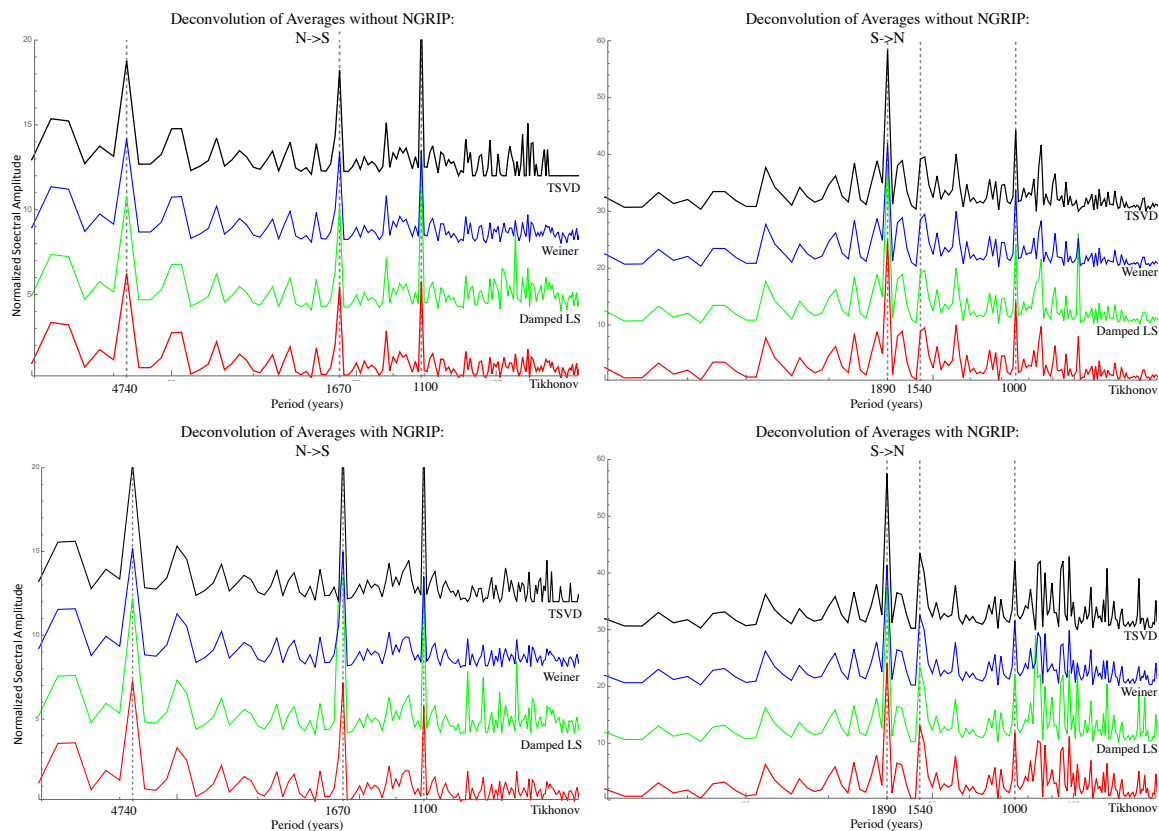 Deconvolution of Averages without NGRIP:
N->S
20
15
10
5
Normalized Soectral Amplitude
TSVD
Weiner
Damped LS
Tikhonov
4740
1670
1100
Period (years)
Deconvolution of Averages without NGRIP:
S->N
60
50
40
30
20
10
TSVD
Weiner
Damped LS
Tikhonov
1890
1540
1000
Period (years)
Deconvolution of Averages with NGRIP:
N->S
20
15
10
5
Normalized Soectral Amplitude
TSVD
Weiner
Damped LS
Tikhonov
4740
1670
1100
Period (years)
Deconvolution of Averages with NGRIP:
S->N
60
50
40
30
20
10
TSVD
Weiner
Damped LS
Tikhonov
1890
1540
1000
Period (years)